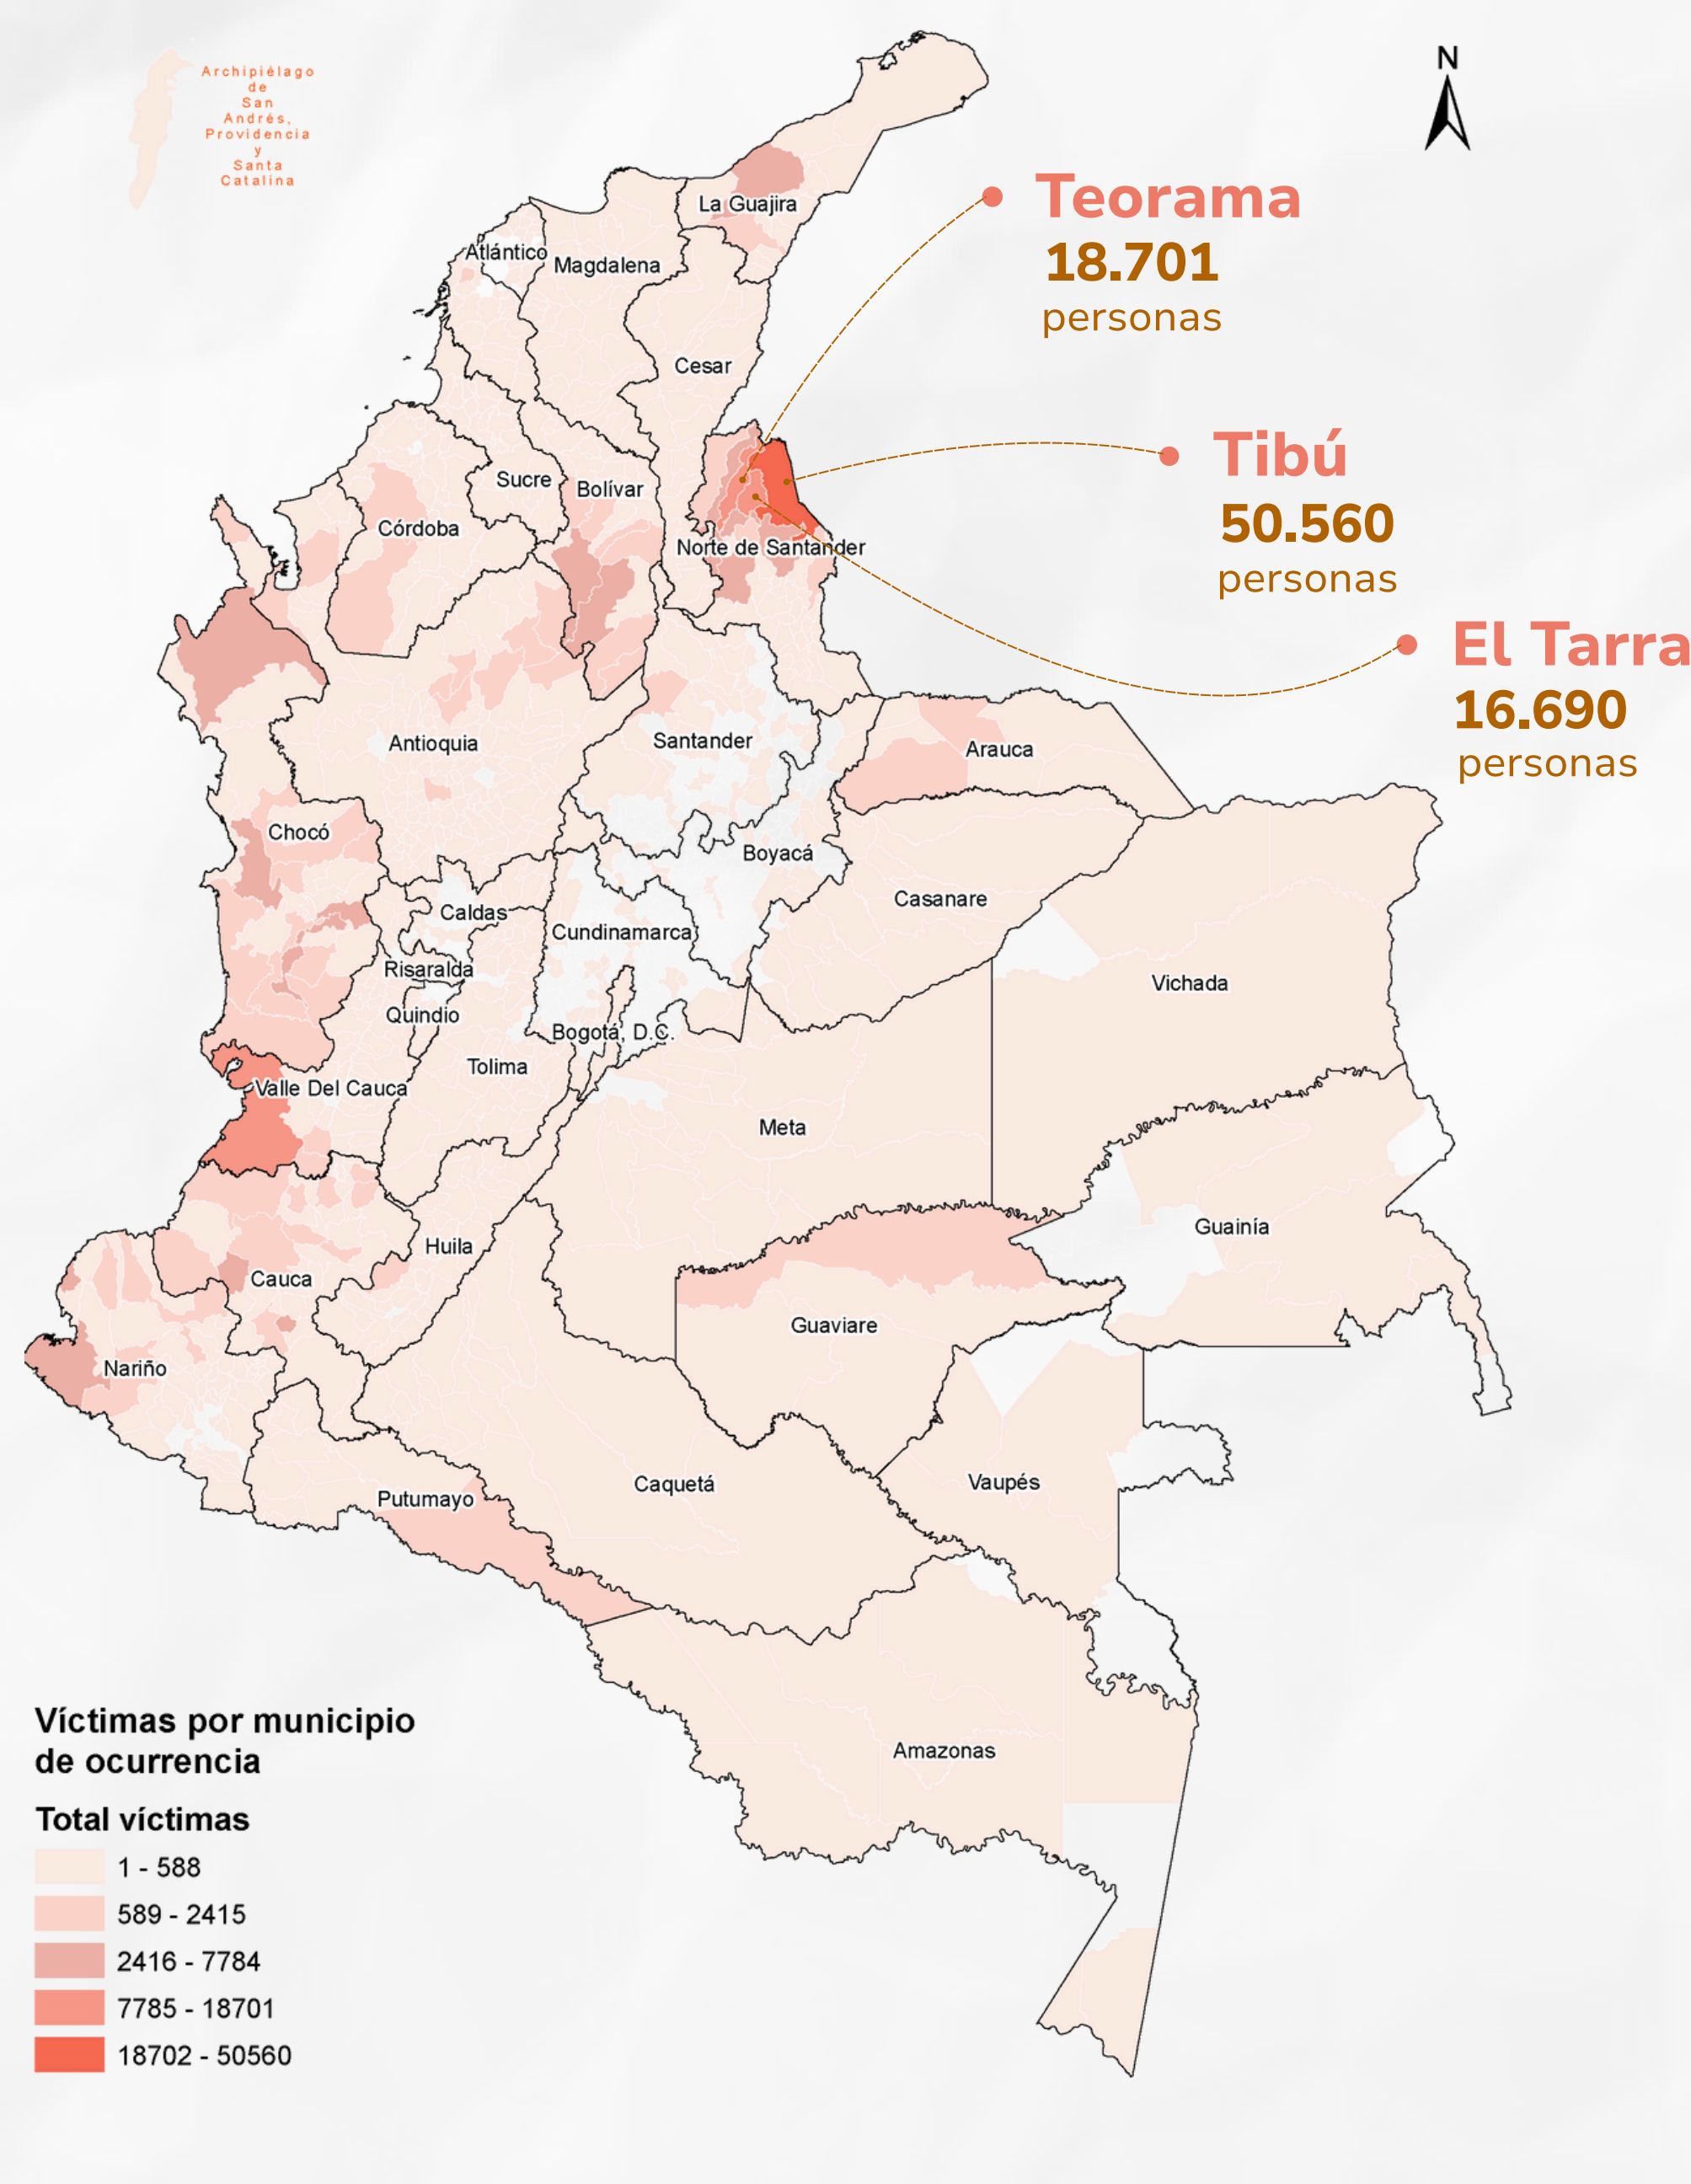 Archipiélago
de
San
Andrés,
Providencia
y
Santa
Catalina
N
Teorama
18.701
personas
La Guajira
Atlántico
Magdalena
Cesar
Tibú
50.560
personas
Sucre
Bolívar
Córdoba
Norte de Santander
El Tarra
16.690
personas
Antioquia
Santander
Arauca
Chocó
Boyacá
Casanare
Caldas
Cundinamarca
Risaralda
Vichada
Quindio
Bogotá, D.C.
Tolima
Valle Del Cauca
Meta
Guainía
Huila
Cauca
Guaviare
Nariño
Caquetá
Vaupés
Putumayo
Amazonas
Víctimas por municipio
de ocurrencia
Total víctimas
1 - 588
589 - 2415
2416 - 7784
7785 - 18701
18702 - 50560